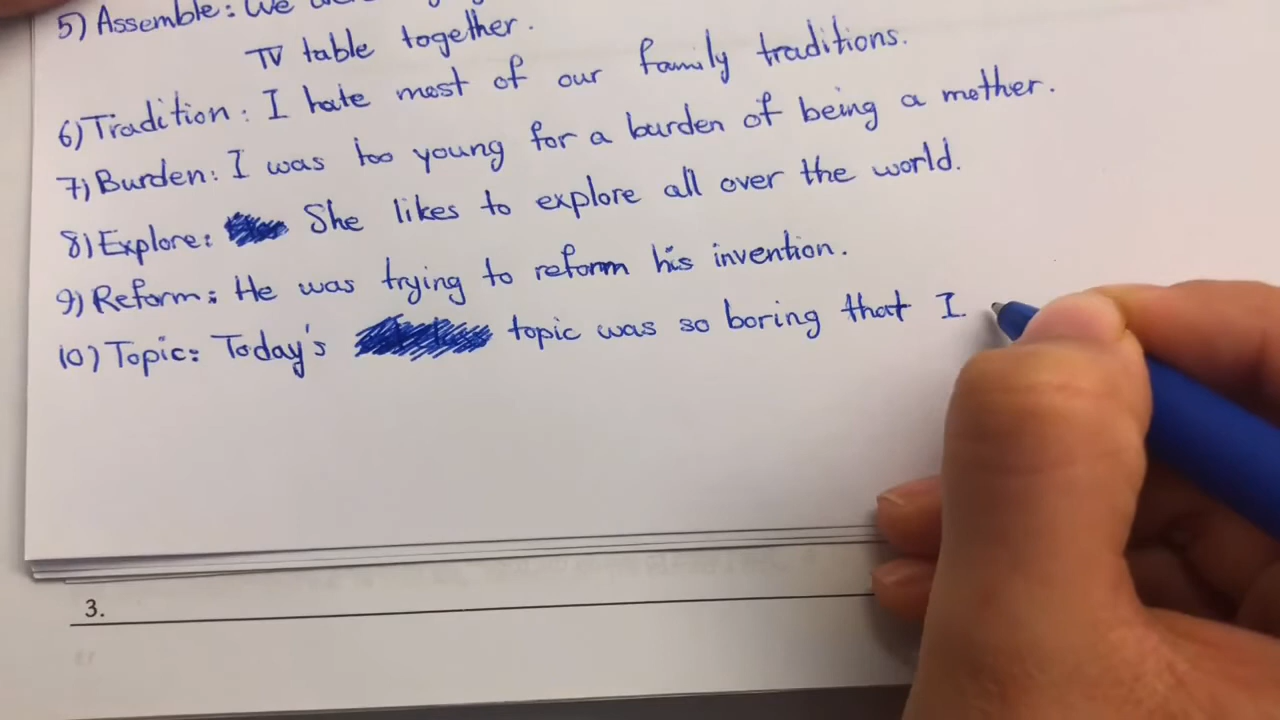 5) Assemble: We
TV table together.
6) Tradition: I hate most of our family traditions.
7) Burden: I was too young for a burden of being a mother.
8) Explore: She likes to explore all over the world.
9) Reform: He was trying to reform his invention.
10) Topic: Today's topic was so boring that I
3.